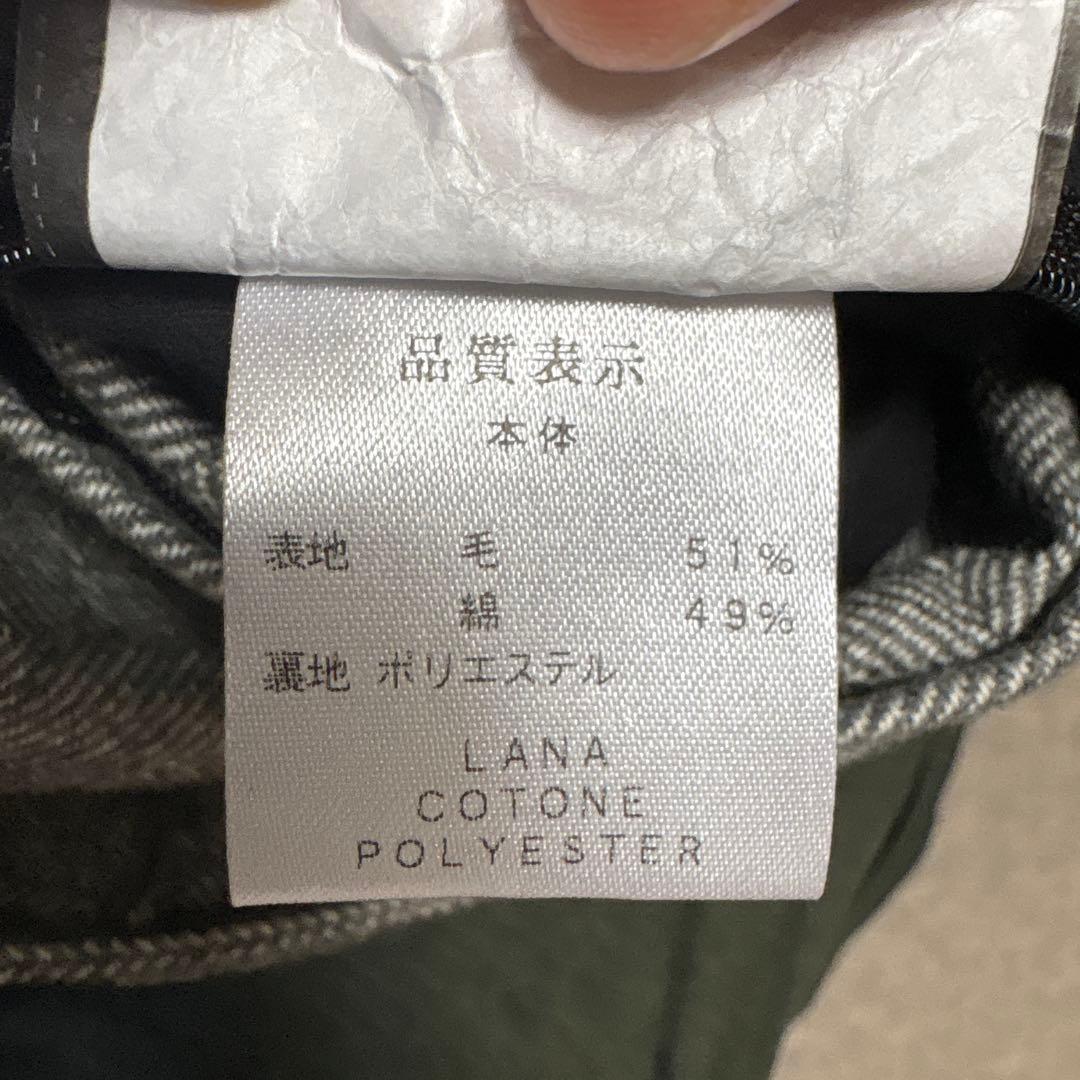 品質表示
本体
表地 毛 51%
綿 49%
裏地 ポリエステル
LANA
COTONE
POLYESTER